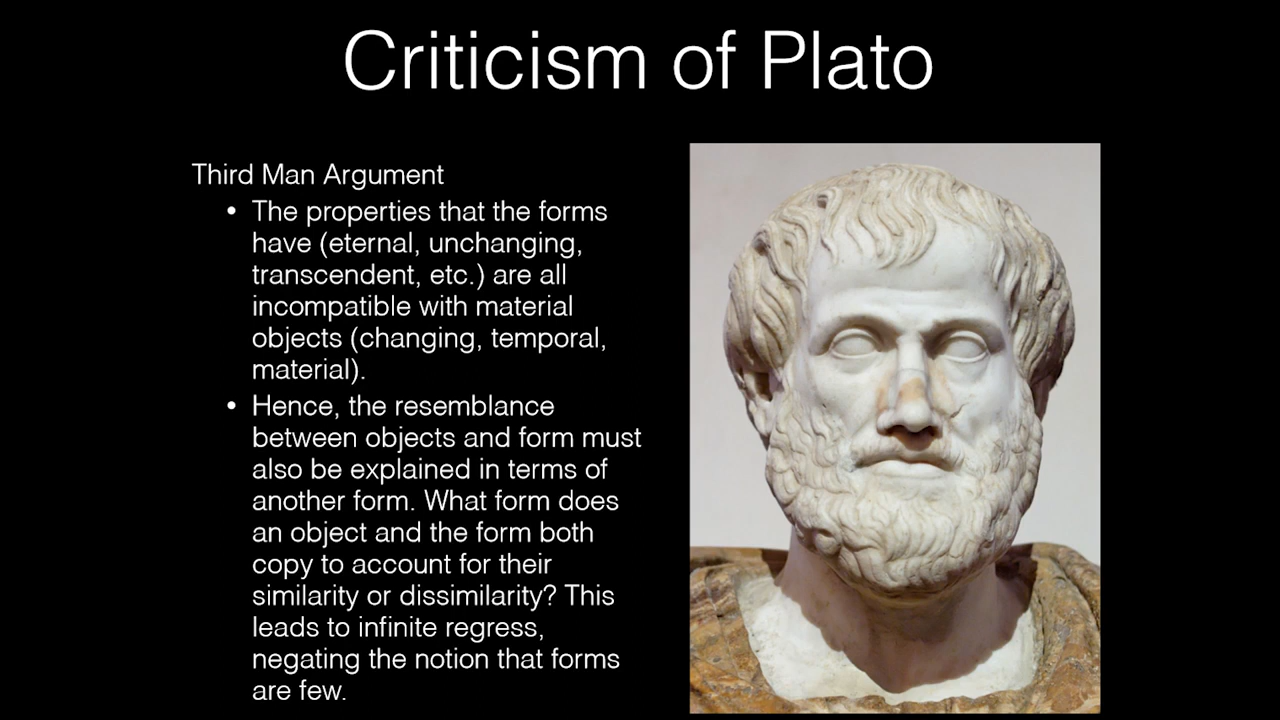 Criticism of Plato
Third Man Argument
• The properties that the forms
have (eternal, unchanging,
transcendent, etc.) are all
incompatible with material
objects (changing, temporal,
material).
• Hence, the resemblance
between objects and form must
also be explained in terms of
another form. What form does
an object and the form both
copy to account for their
similarity or dissimilarity? This
leads to infinite regress,
negating the notion that forms
are few.